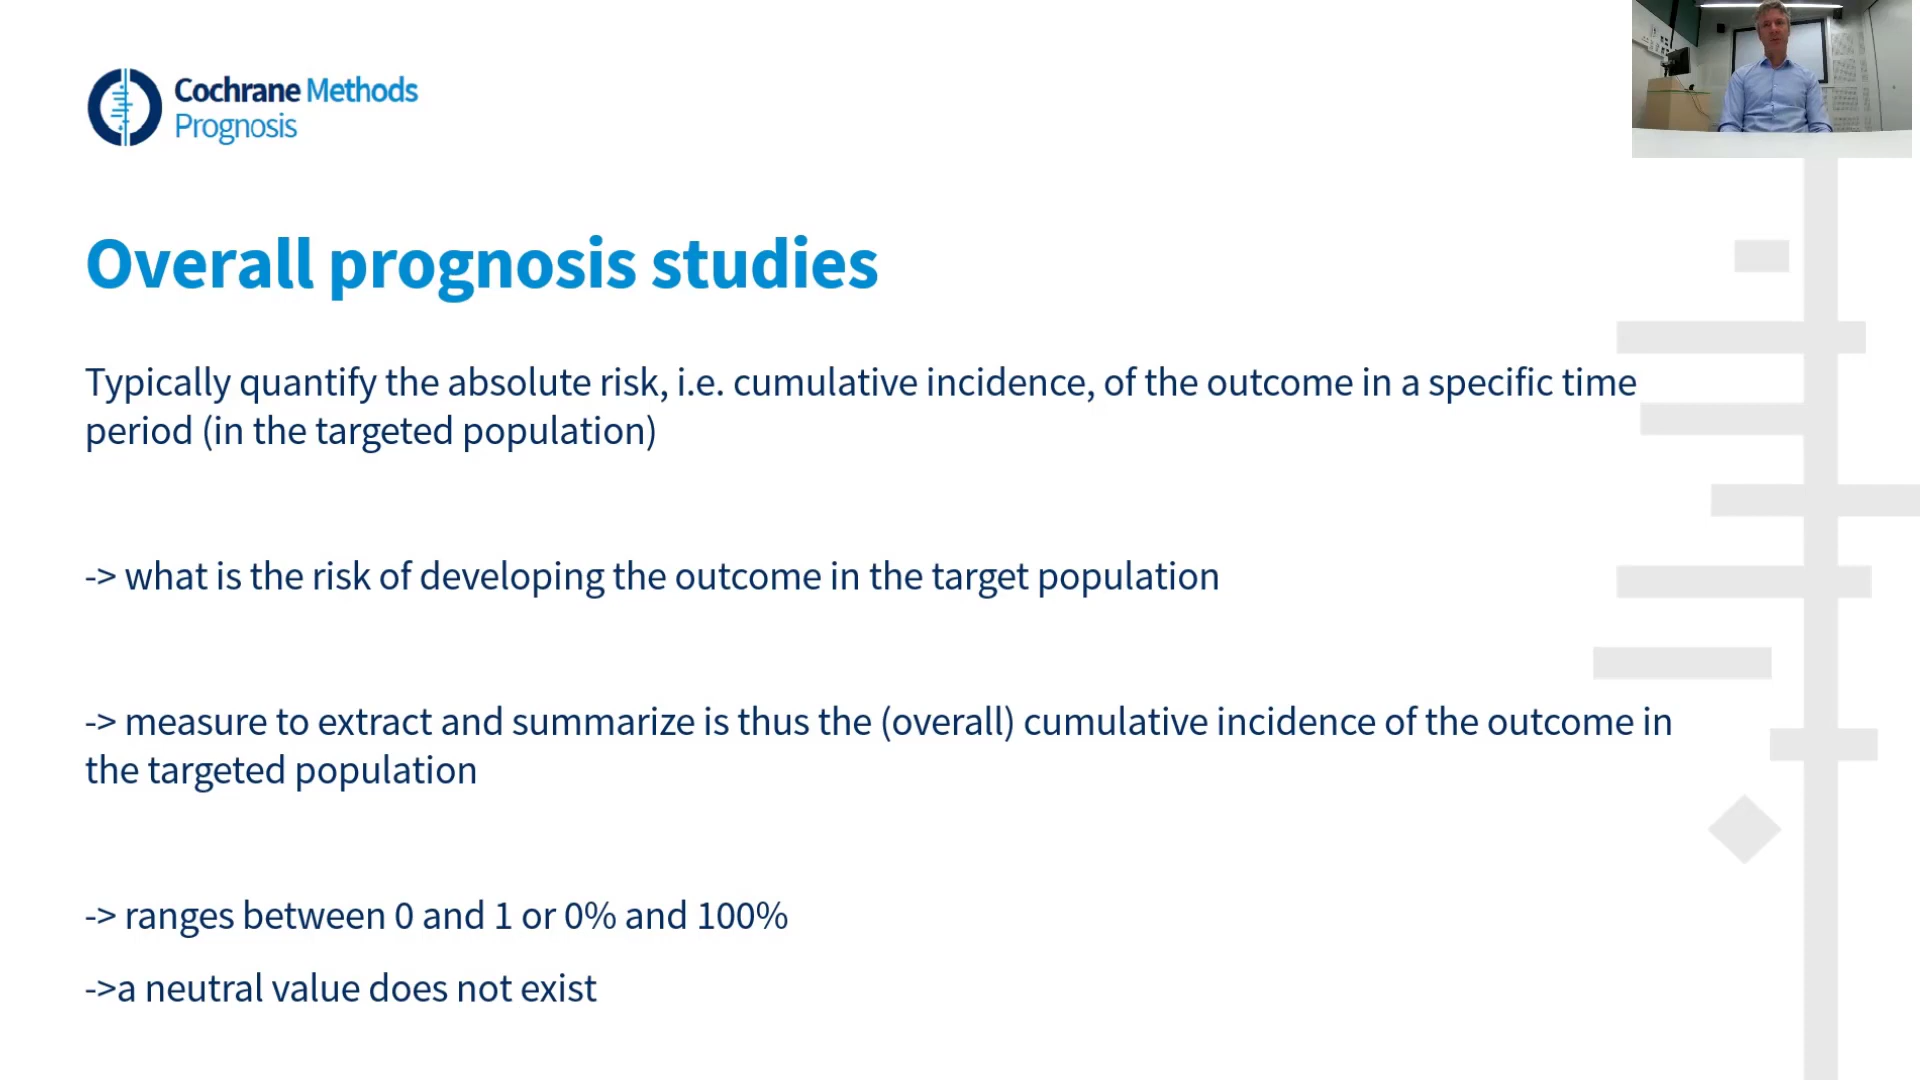 Cochrane Methods
Prognosis
Overall prognosis studies
Typically quantify the absolute risk, i.e. cumulative incidence, of the outcome in a specific time
period (in the targeted population)
-> what is the risk of developing the outcome in the target population
-> measure to extract and summarize is thus the (overall) cumulative incidence of the outcome in
the targeted population
-> ranges between 0 and 1 or 0% and 100%
->a neutral value does not exist